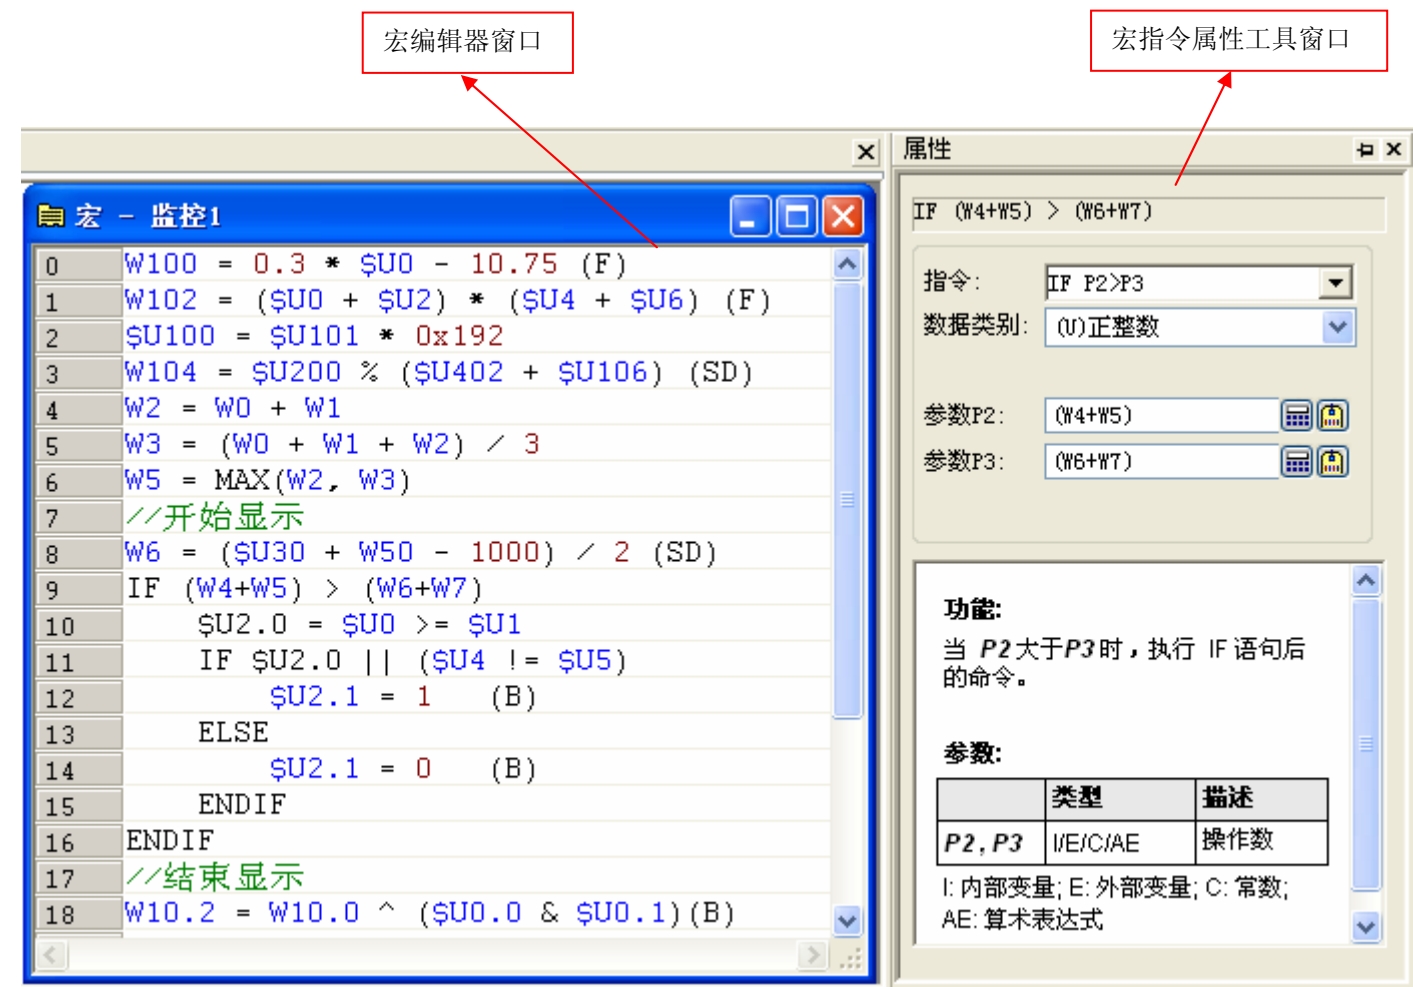 宏编辑器窗口
宏指令属性工具窗口
属性
宏 - 监控1
0 W100 = 0.3 * $U0 - 10.75 (F)
1 W102 = ($U0 + $U2) * ($U4 + $U6) (F)
2 $U100 = $U101 * 0x192
3 W104 = $U200 % ($U402 + $U106) (SD)
4 W2 = W0 + W1
5 W3 = (W0 + W1 + W2) / 3
6 W5 = MAX(W2, W3)
7 //开始显示
8 W6 = ($U30 + W50 - 1000) / 2 (SD)
9 IF (W4+W5) > (W6+W7)
10 $U2.0 = $U0 >= $U1
11 IF $U2.0 || ($U4 != $U5)
12 $U2.1 = 1 (B)
13 ELSE
14 $U2.1 = 0 (B)
15 ENDIF
16 ENDIF
17 //结束显示
18 W10.2 = W10.0 ^ ($U0.0 & $U0.1)(B)
IF (W4+W5) > (W6+W7)
指令: IF P2>P3
数据类别: (U)正整数
参数P2: (W4+W5)
参数P3: (W6+W7)
功能:
当 P2大于P3时，执行 IF 语句后
的命令。
参数:
类型 描述
P2, P3 I/E/C/AE 操作数
I: 内部变量; E: 外部变量; C: 常数;
AE: 算术表达式